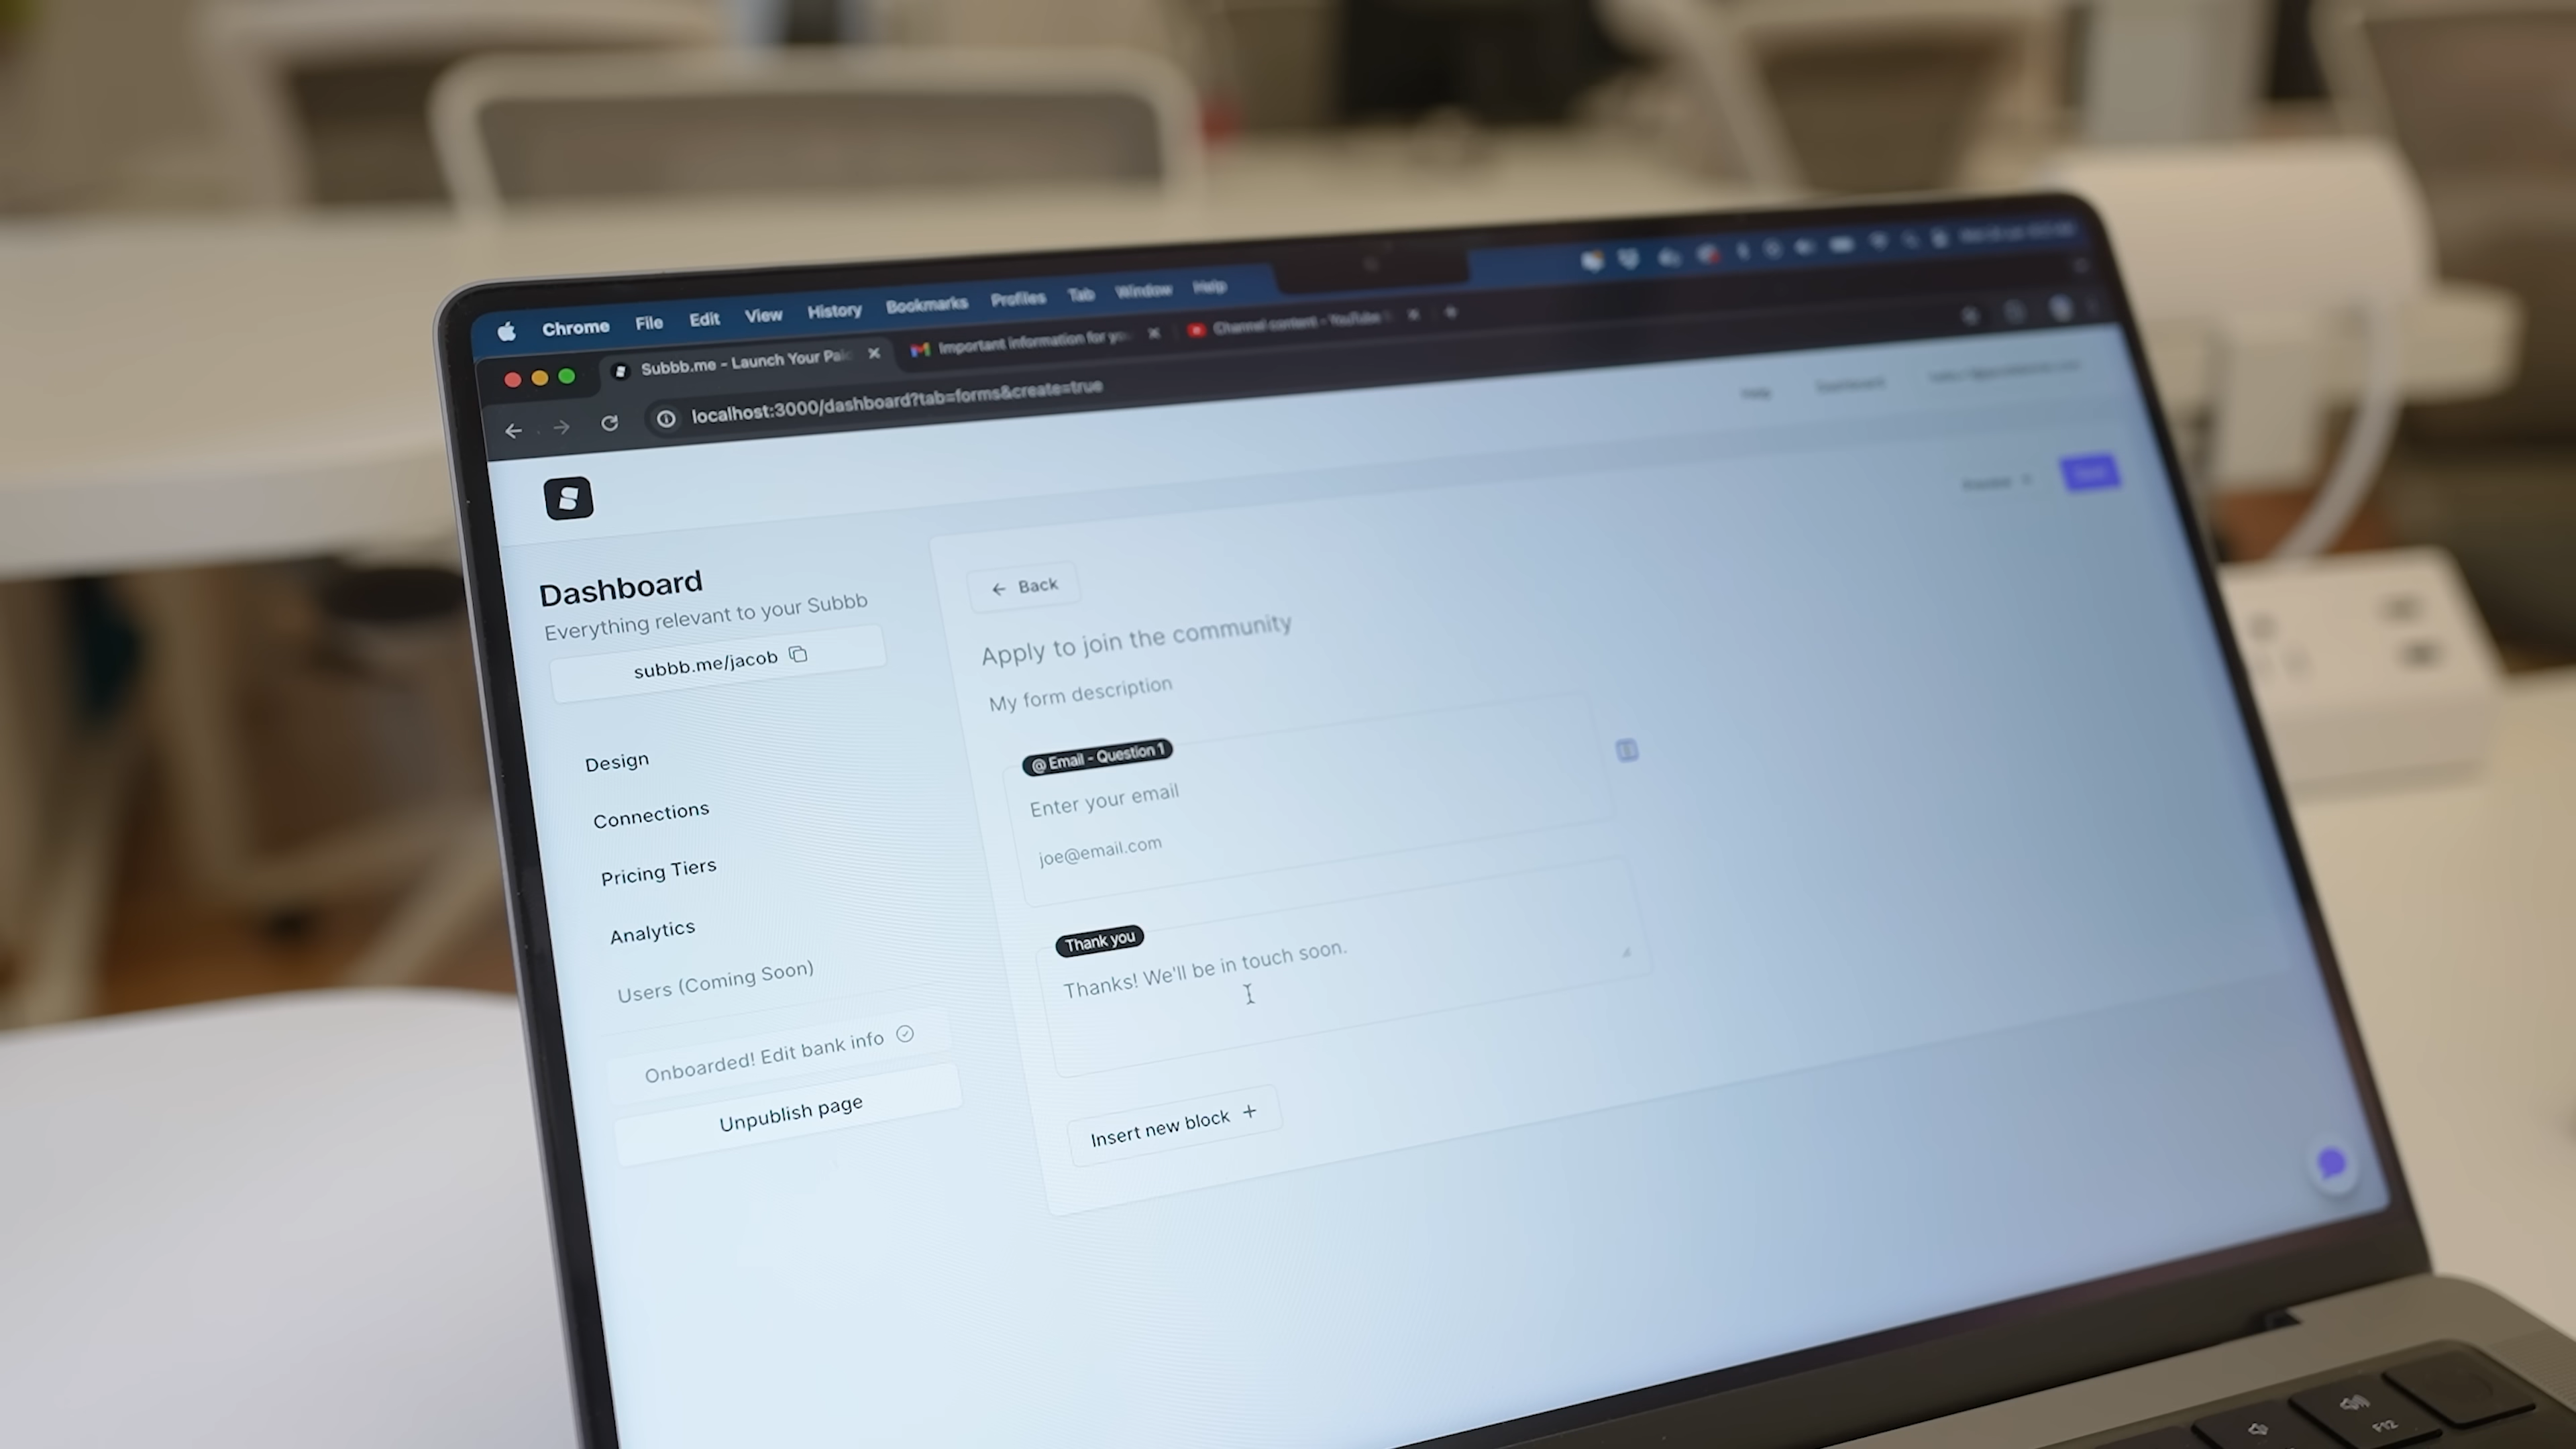 Chrome File Edit View History Bookmarks Profiles Tab Window Help
Subbb.me - Launch Your Paid
Important information for yo
Channel content - YouTube
localhost:3000/dashboard?tab=forms&create=true
Help Dashboard
Dashboard
Everything relevant to your Subbb
subbb.me/jacob
Design
Connections
Pricing Tiers
Analytics
Users (Coming Soon)
Onboarded! Edit bank info
Unpublish page
Back
Apply to join the community
My form description
@ Email - Question 1
Enter your email
joe@email.com
Thank you
Thanks! We'll be in touch soon.
Insert new block +
F12